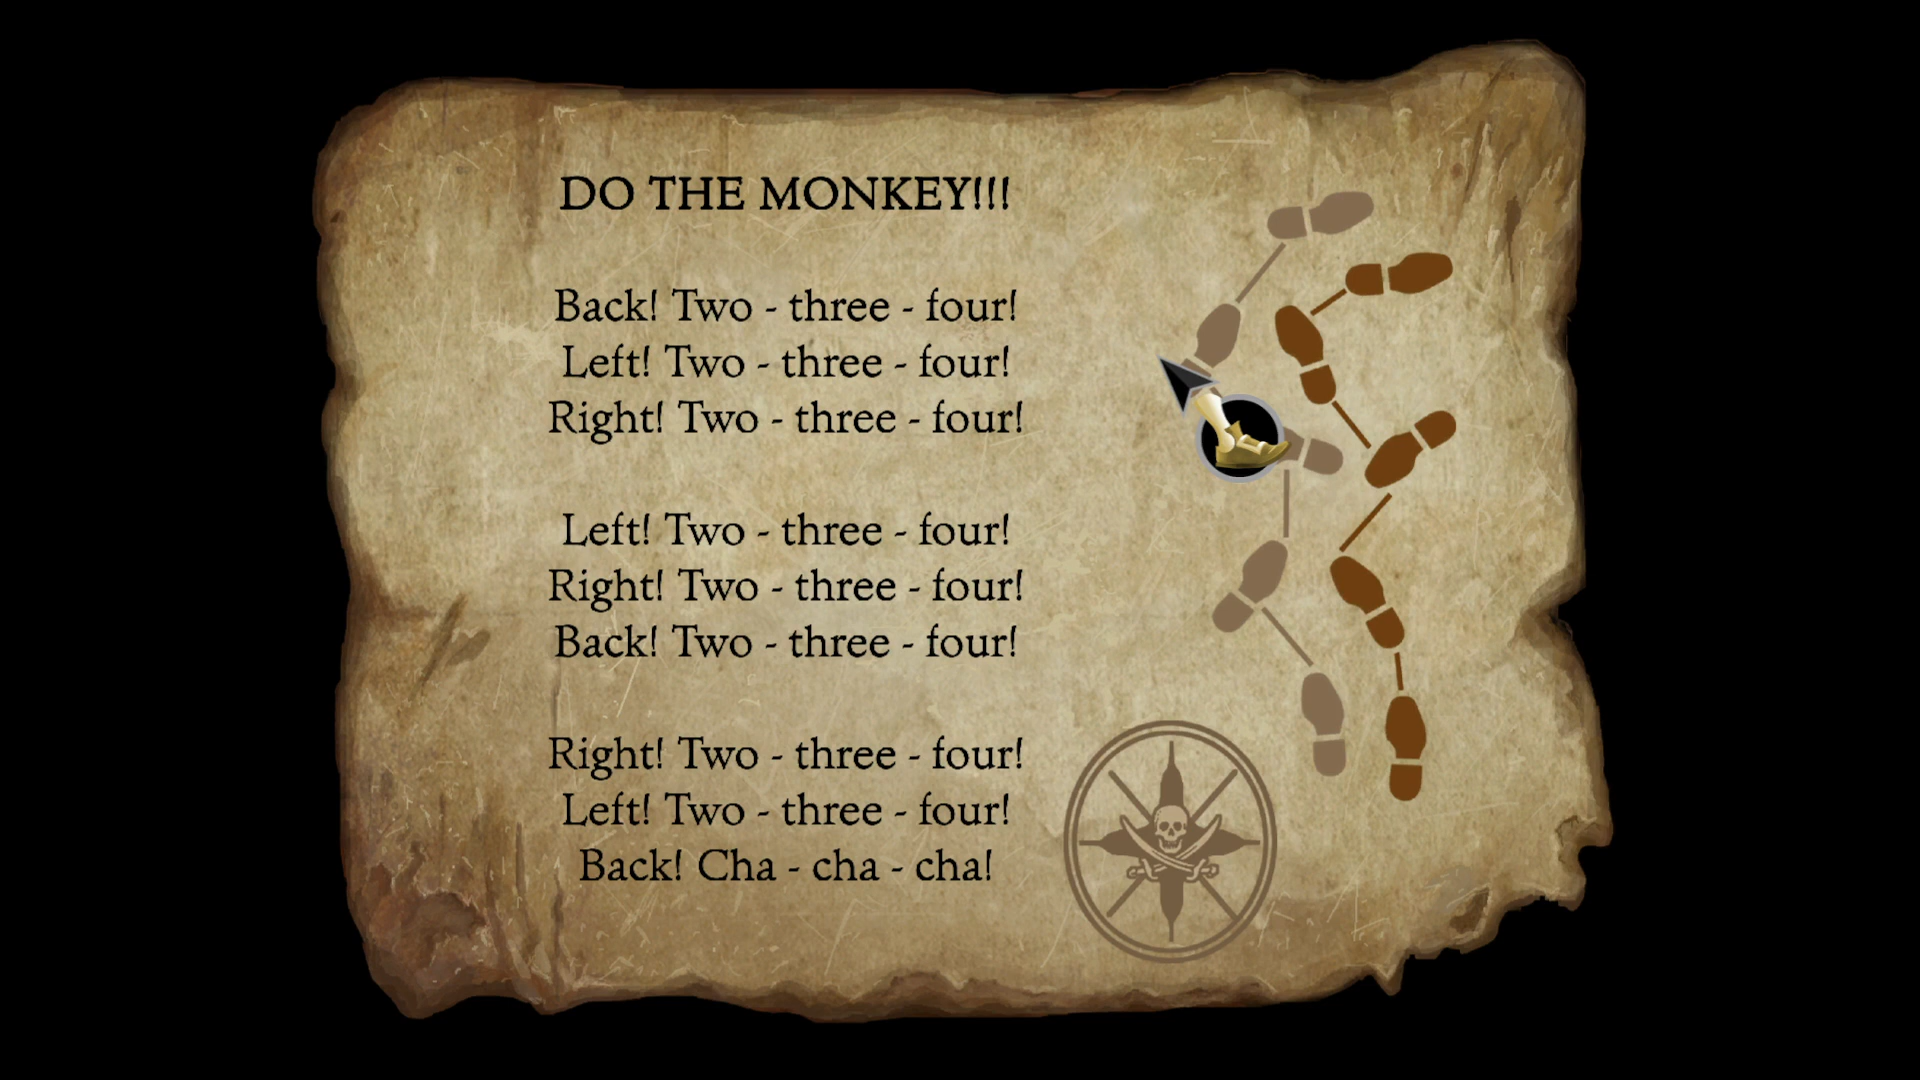 DO THE MONKEY!!!
Back! Two - three - four!
Left! Two - three - four!
Right! Two - three - four!
Left! Two - three - four!
Right! Two - three - four!
Back! Two - three - four!
Right! Two - three - four!
Left! Two - three - four!
Back! Cha - cha - cha!